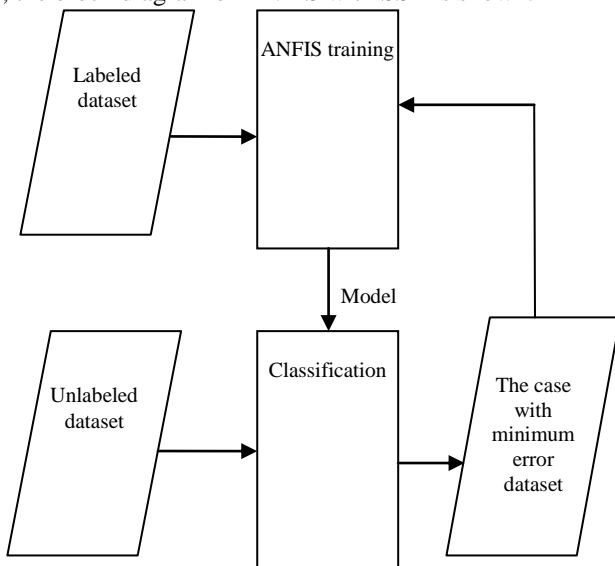 ANFIS training
Labeled
dataset
Model
Classification
Unlabeled
dataset
The case
with
minimum
error
dataset